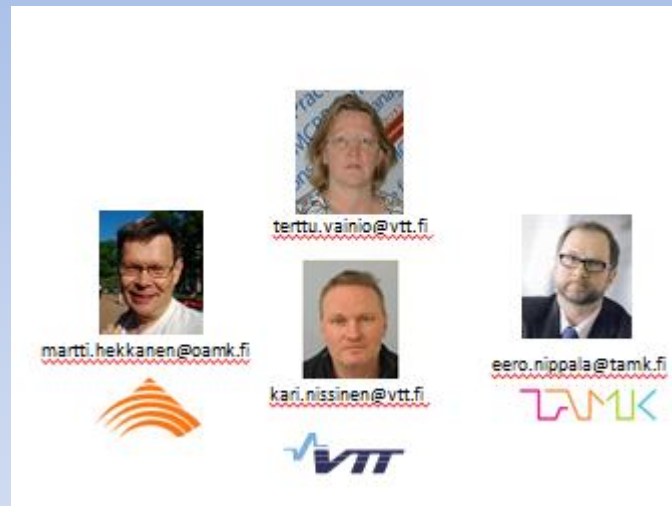 terttu.vainio@vtt.fi
martti.hekkanen@oamk.fi
kari.nissinen@vtt.fi
eero.nippala@tamk.fi
TAMK
VTT